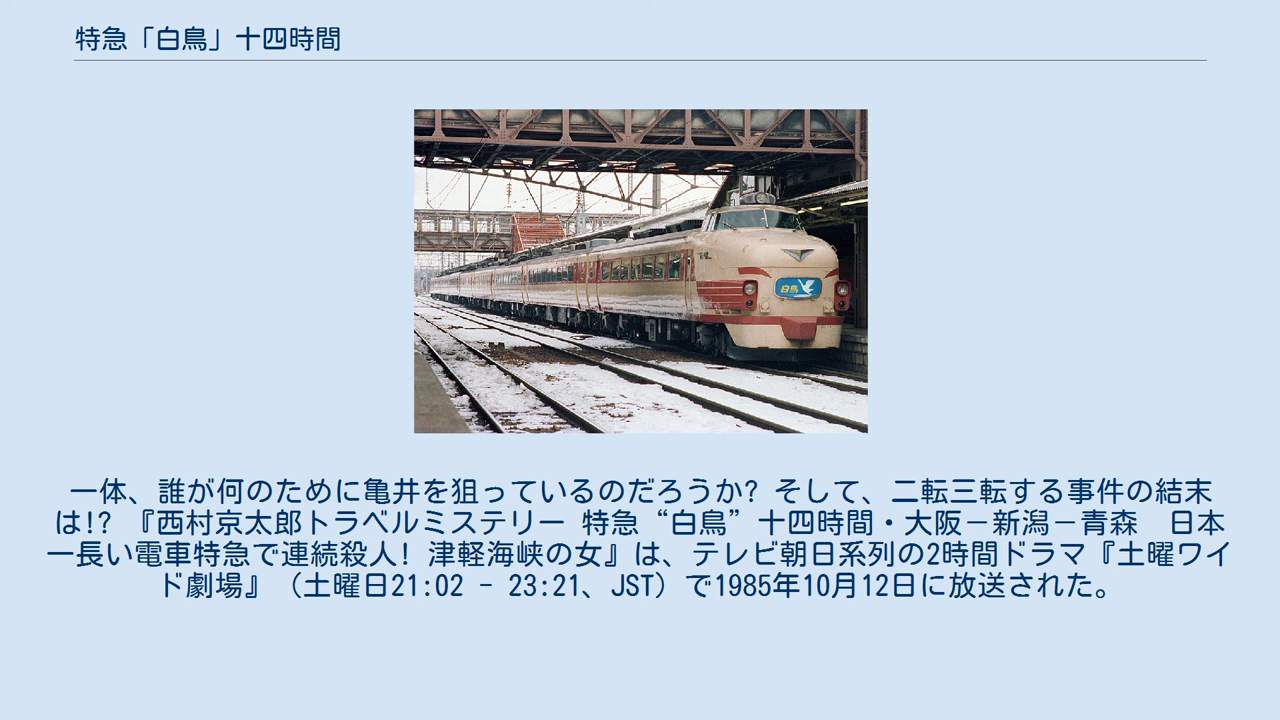 特急「白鳥」十四時間
白鳥
一体、誰が何のために亀井を狙っているのだろうか? そして、二転三転する事件の結末
は!? 『西村京太郎トラベルミステリー 特急“白鳥”十四時間・大阪－新潟－青森　日本
一長い電車特急で連続殺人! 津軽海峡の女』は、テレビ朝日系列の2時間ドラマ『土曜ワイ
ド劇場』（土曜日21:02 - 23:21、JST）で1985年10月12日に放送された。